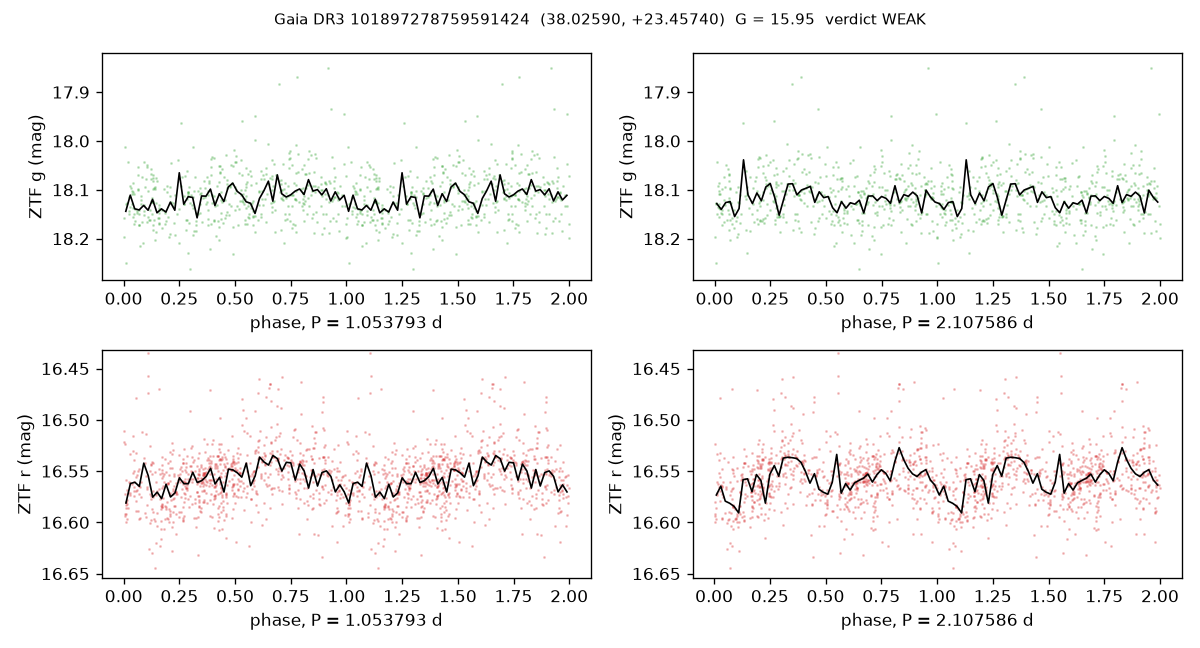 Gaia DR3 101897278759591424  (38.02590, +23.45740)  G = 15.95  verdict WEAK
ZTF g (mag)
17.9
18.0
18.1
18.2
0.00 0.25 0.50 0.75 1.00 1.25 1.50 1.75 2.00
phase, P = 1.053793 d
ZTF g (mag)
17.9
18.0
18.1
18.2
0.00 0.25 0.50 0.75 1.00 1.25 1.50 1.75 2.00
phase, P = 2.107586 d
ZTF r (mag)
16.45
16.50
16.55
16.60
16.65
0.00 0.25 0.50 0.75 1.00 1.25 1.50 1.75 2.00
phase, P = 1.053793 d
ZTF r (mag)
16.45
16.50
16.55
16.60
16.65
0.00 0.25 0.50 0.75 1.00 1.25 1.50 1.75 2.00
phase, P = 2.107586 d